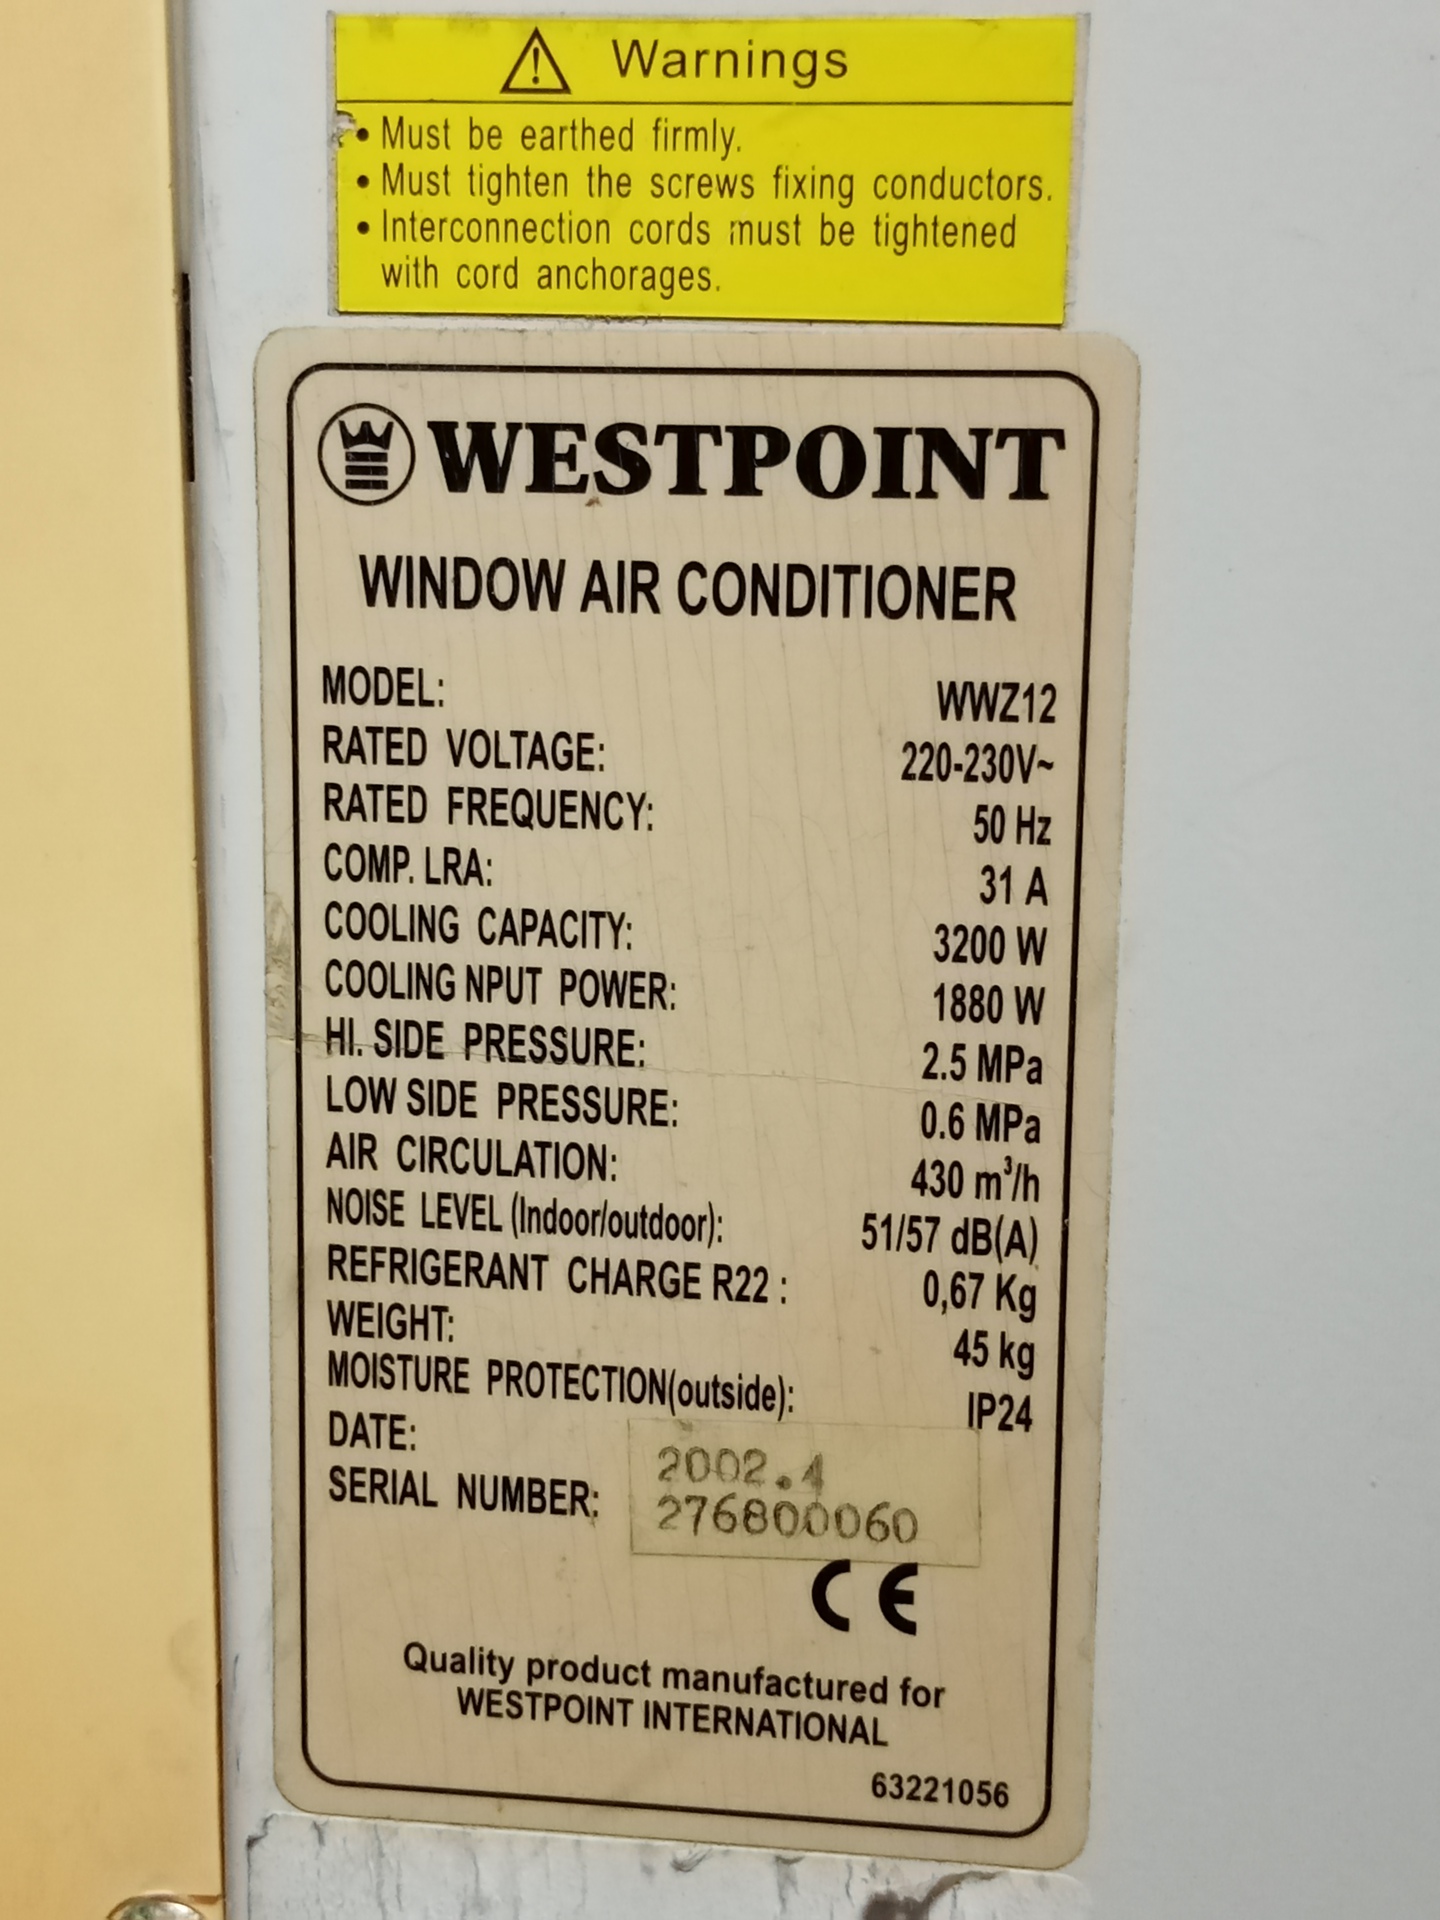 Warnings
• Must be earthed firmly.
• Must tighten the screws fixing conductors.
• Interconnection cords must be tightened
with cord anchorages.
WESTPOINT
WINDOW AIR CONDITIONER
MODEL: WWZ12
RATED VOLTAGE: 220-230V~
RATED FREQUENCY: 50 Hz
COMP. LRA: 31 A
COOLING CAPACITY: 3200 W
COOLING NPUT POWER: 1880 W
HI. SIDE PRESSURE: 2.5 MPa
LOW SIDE PRESSURE: 0.6 MPa
AIR CIRCULATION: 430 m³/h
NOISE LEVEL (Indoor/outdoor): 51/57 dB(A)
REFRIGERANT CHARGE R22 : 0,67 Kg
WEIGHT: 45 kg
MOISTURE PROTECTION(outside): IP24
DATE: 2002.4
SERIAL NUMBER: 276800060
CE
Quality product manufactured for
WESTPOINT INTERNATIONAL
63221056